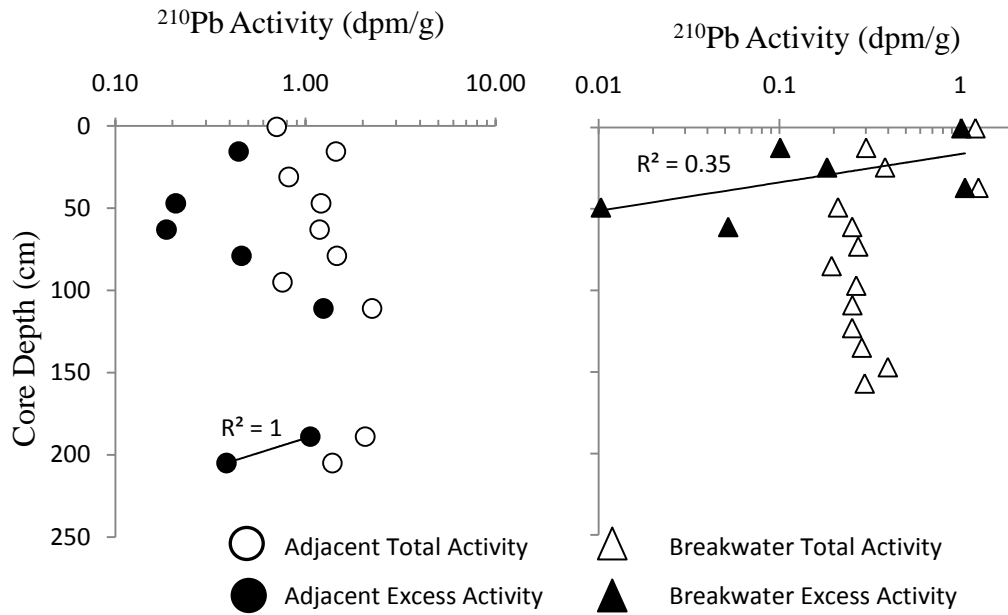 ²¹⁰Pb Activity (dpm/g)
²¹⁰Pb Activity (dpm/g)
0.10 1.00 10.00
0.01 0.1 1
0
50
100
150
200
250
Core Depth (cm)
R² = 1
R² = 0.35
Adjacent Total Activity
Breakwater Total Activity
Adjacent Excess Activity
Breakwater Excess Activity